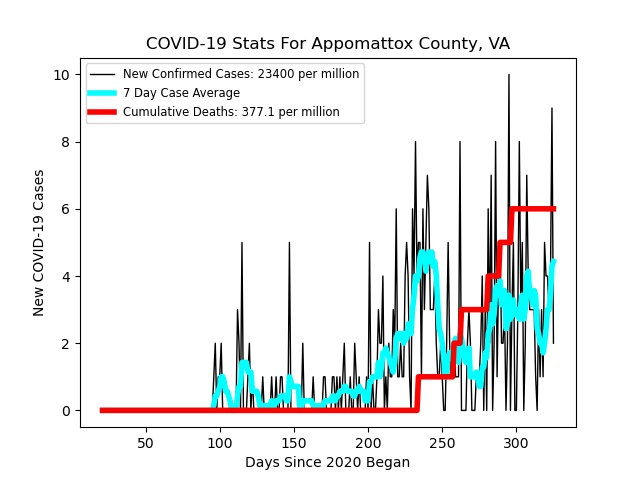 COVID-19 Stats For Appomattox County, VA
New Confirmed Cases: 23400 per million
7 Day Case Average
Cumulative Deaths: 377.1 per million
New COVID-19 Cases
10
8
6
4
2
0
50 100 150 200 250 300
Days Since 2020 Began